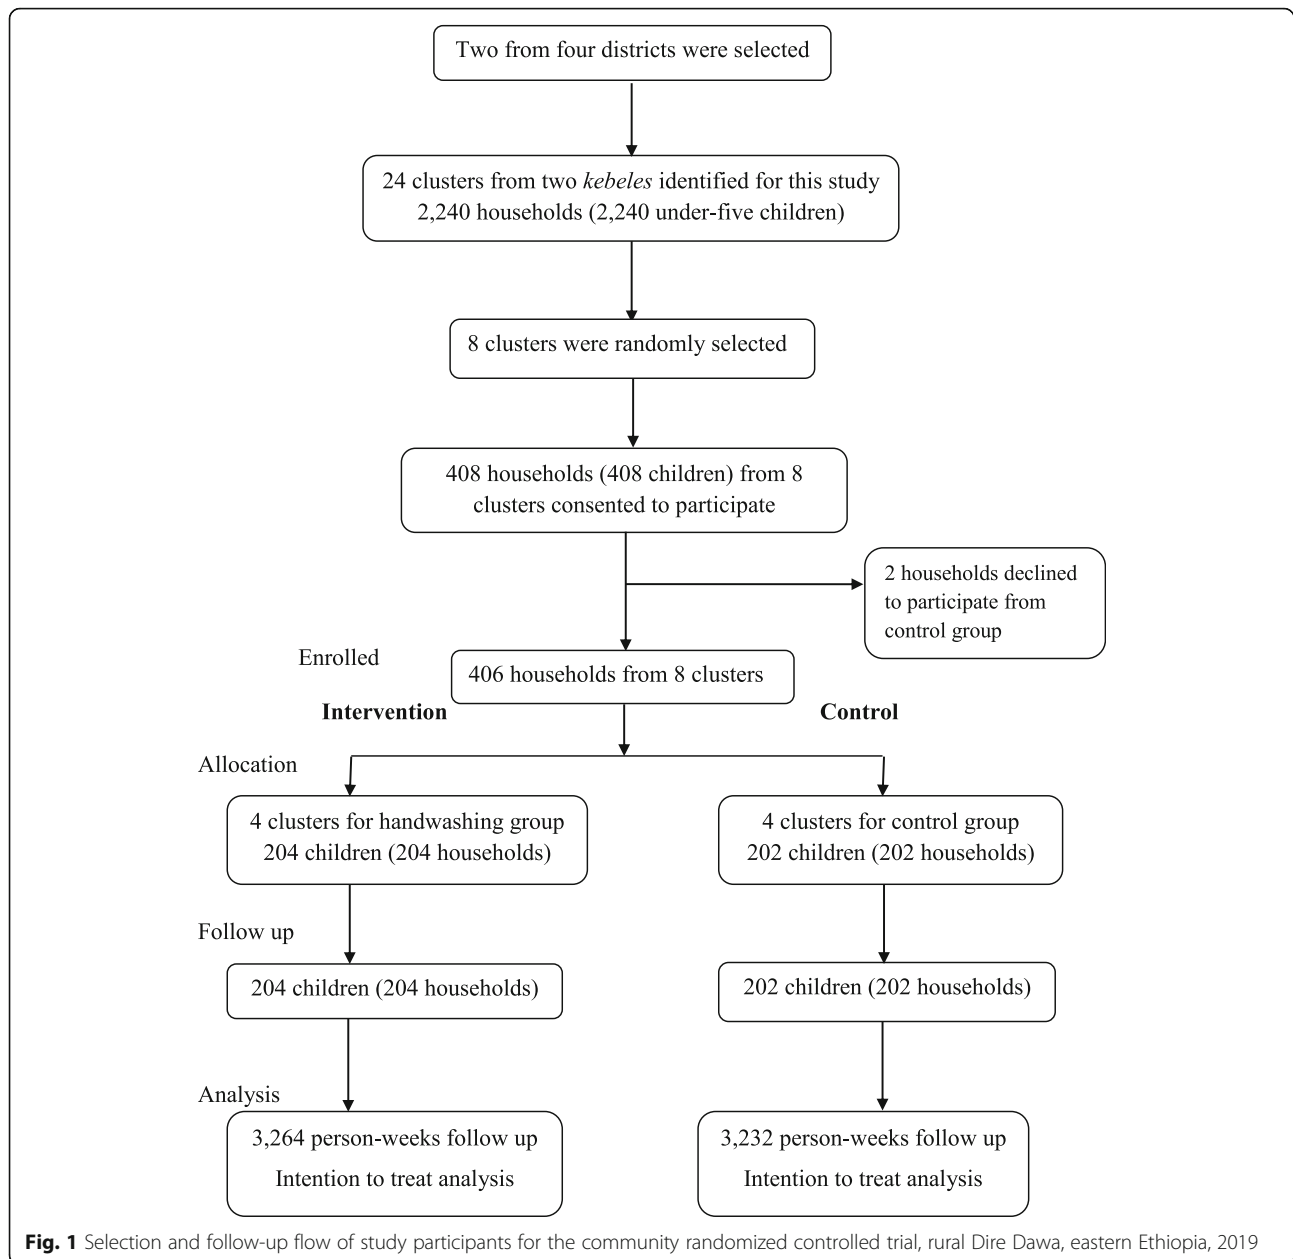 Two from four districts were selected
24 clusters from two kebeles identified for this study
2,240 households (2,240 under-five children)
8 clusters were randomly selected
408 households (408 children) from 8
clusters consented to participate
2 households declined
to participate from
control group
Enrolled
406 households from 8 clusters
Intervention
Control
Allocation
4 clusters for handwashing group
204 children (204 households)
4 clusters for control group
202 children (202 households)
Follow up
204 children (204 households)
202 children (202 households)
Analysis
3,264 person-weeks follow up
Intention to treat analysis
3,232 person-weeks follow up
Intention to treat analysis
Fig. 1 Selection and follow-up flow of study participants for the community randomized controlled trial, rural Dire Dawa, eastern Ethiopia, 2019